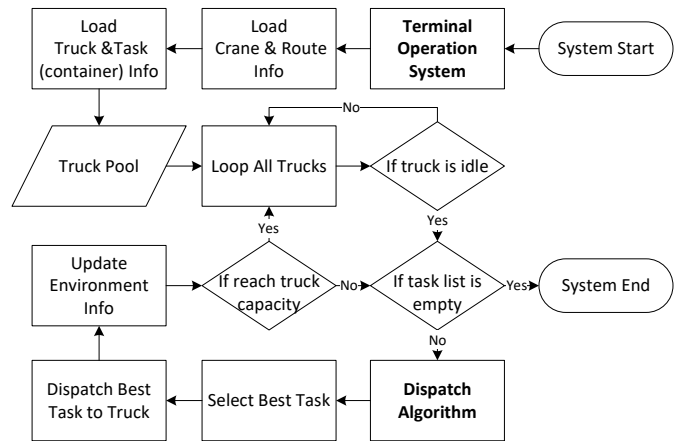 Load
Truck &Task
(container) Info
Load
Crane & Route
Info
Terminal
Operation
System
System Start
No
Truck Pool
Loop All Trucks
If truck is idle
Yes
Yes
Update
Environment
Info
If reach truck
capacity
No
If task list is
empty
Yes
System End
No
Dispatch Best
Task to Truck
Select Best Task
Dispatch
Algorithm